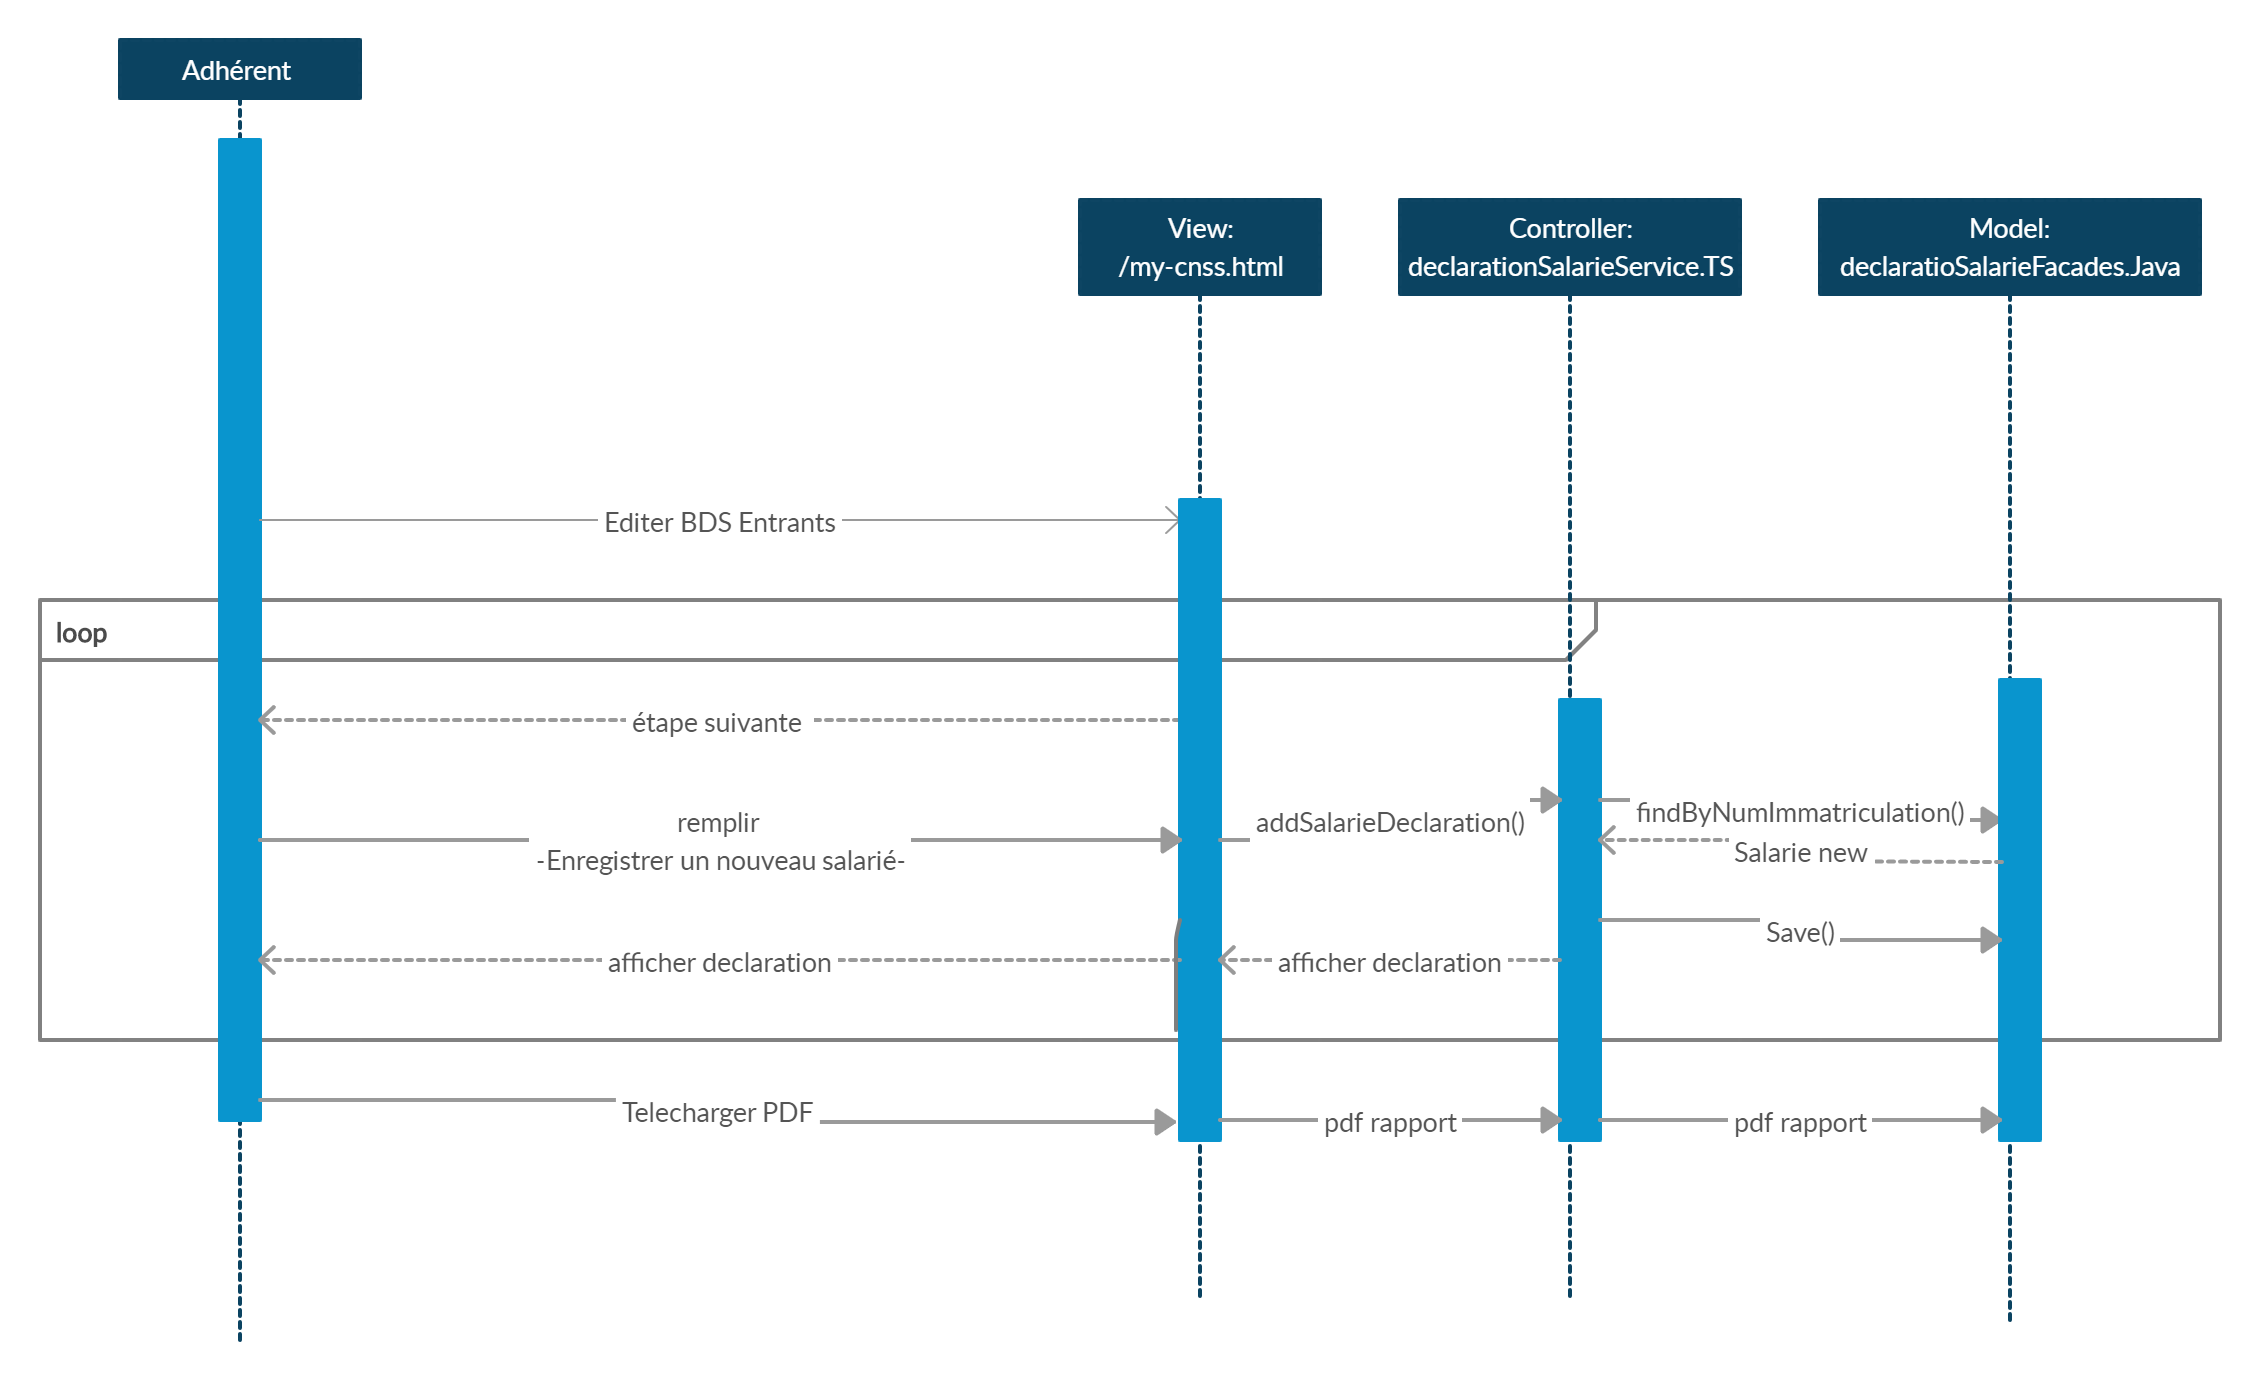 Adhérent
View:
/my-cnss.html
Controller:
declarationSalarieService.TS
Model:
declaratioSalarieFacades.Java
Editer BDS Entrants
loop
étape suivante
remplir
-Enregistrer un nouveau salarié-
addSalarieDeclaration()
findByNumImmatriculation()
Salarie new
Save()
afficher declaration
afficher declaration
Telecharger PDF
pdf rapport
pdf rapport